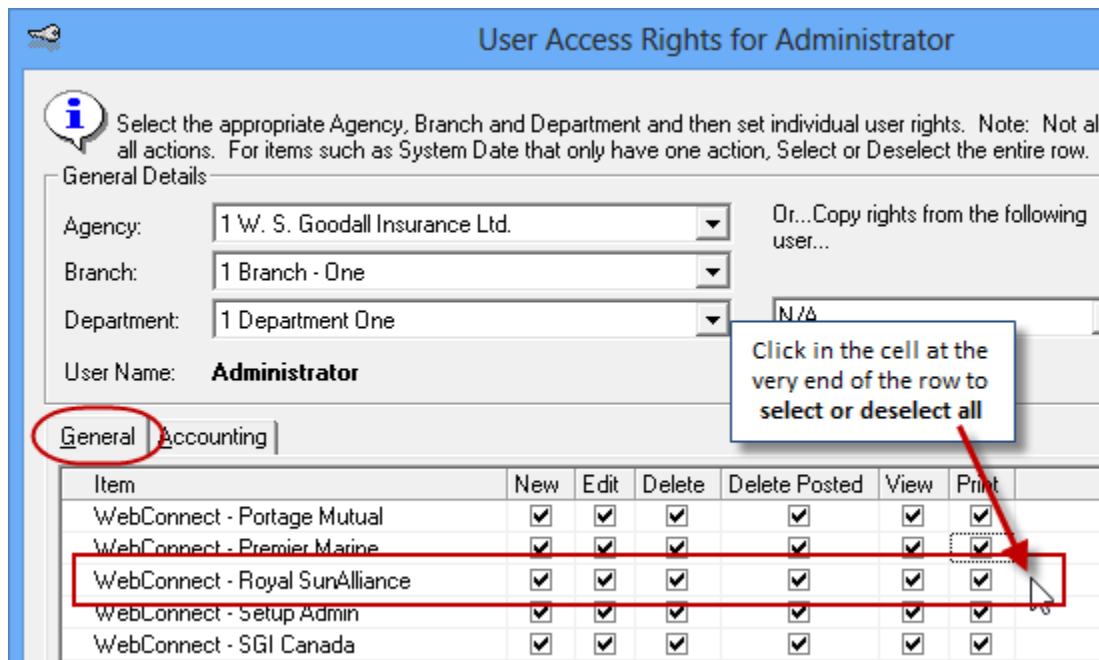 User Access Rights for Administrator
Select the appropriate Agency, Branch and Department and then set individual user rights. Note: Not
all actions. For items such as System Date that only have one action, Select or Deselect the entire row.
General Details
Agency: 1 W. S. Goodall Insurance Ltd.
Or...Copy rights from the following
user...
Branch: 1 Branch - One
Department: 1 Department One
N/A
User Name: Administrator
Click in the cell at the
very end of the row to
select or deselect all
General Accounting
Item New Edit Delete Delete Posted View Print
WebConnect - Portage Mutual
WebConnect - Premier Marine
WebConnect - Royal SunAlliance
WebConnect - Setup Admin
WebConnect - SGI Canada